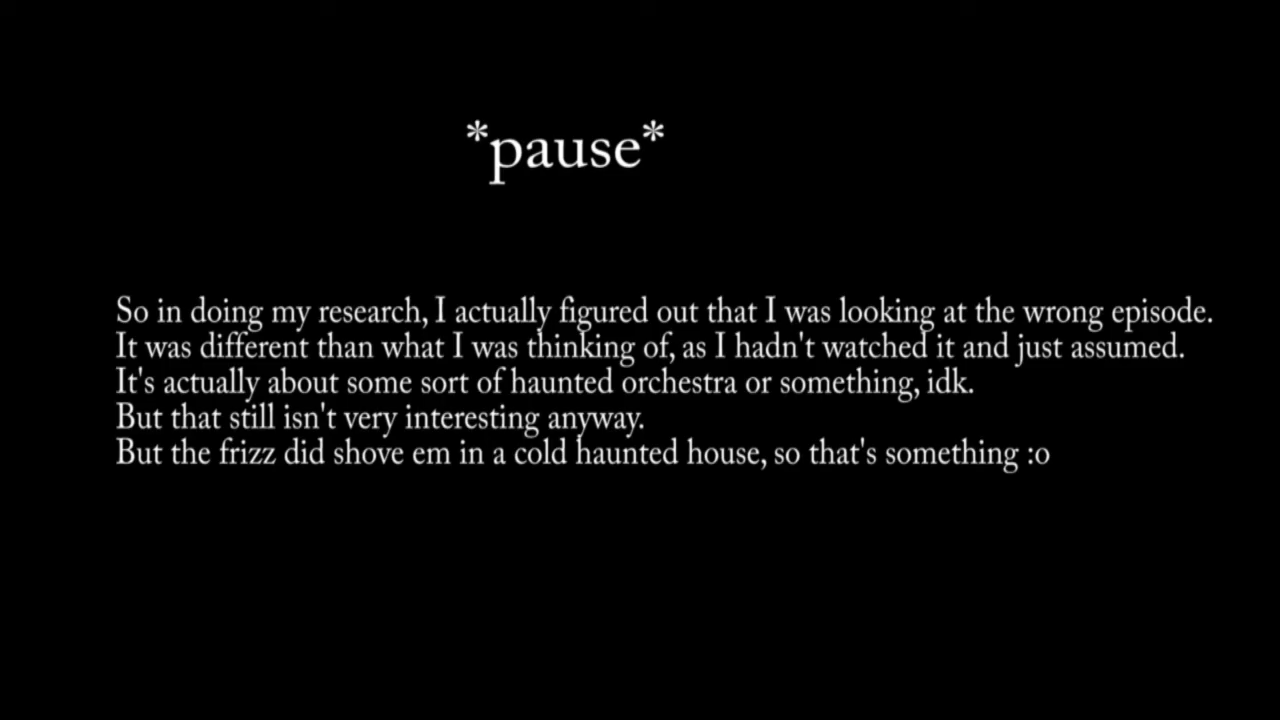 *pause*
So in doing my research, I actually figured out that I was looking at the wrong episode.
It was different than what I was thinking of, as I hadn't watched it and just assumed.
It's actually about some sort of haunted orchestra or something, idk.
But that still isn't very interesting anyway.
But the frizz did shove em in a cold haunted house, so that's something :o